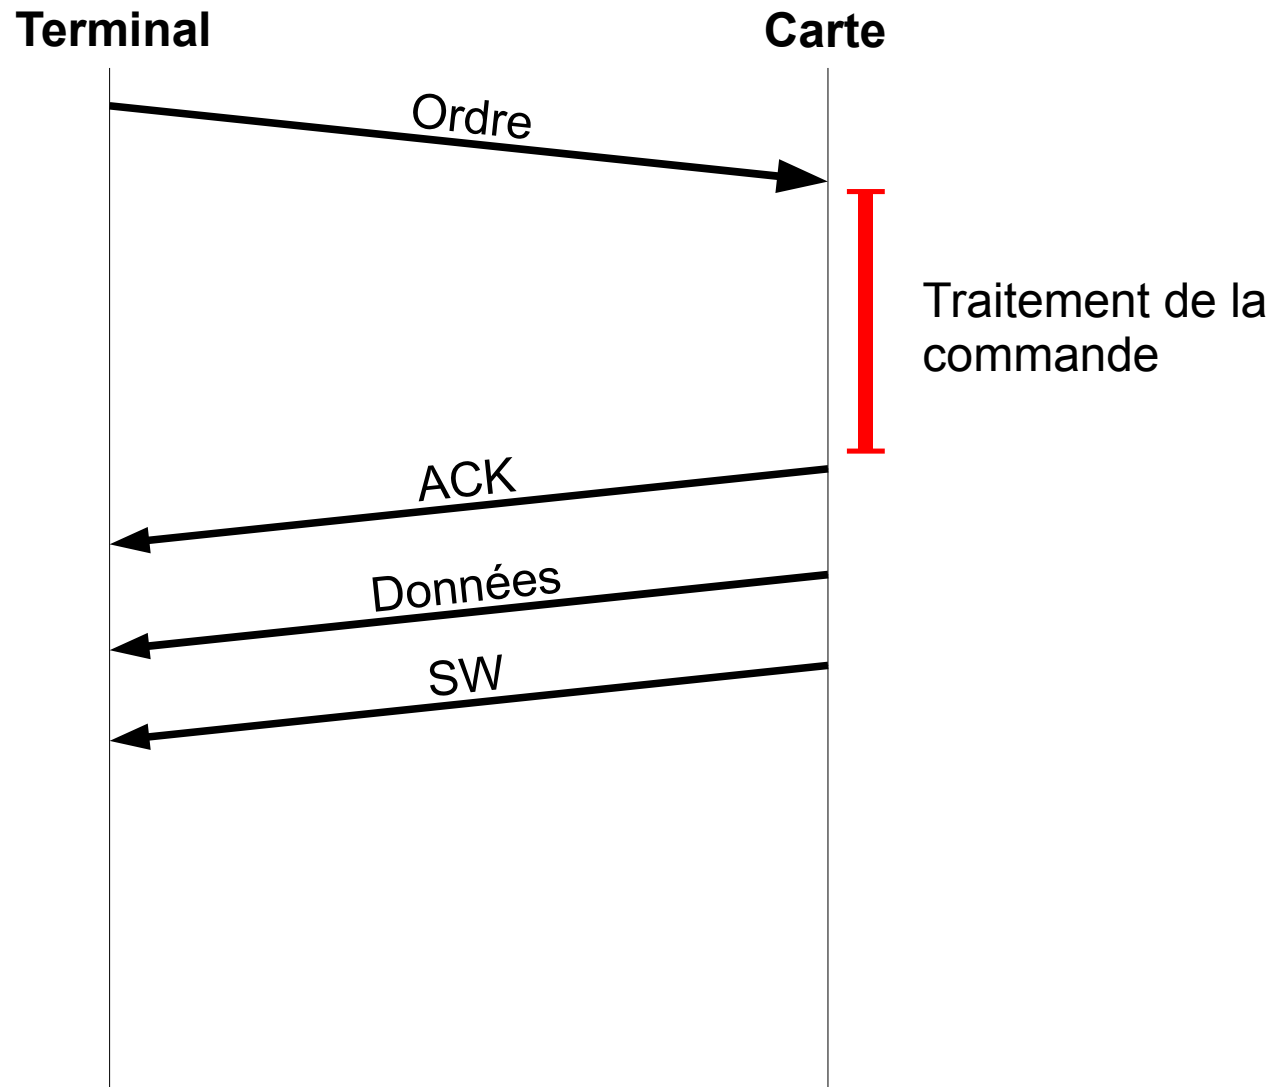 Terminal
Carte
Ordre
Traitement de la
commande
ACK
Données
SW